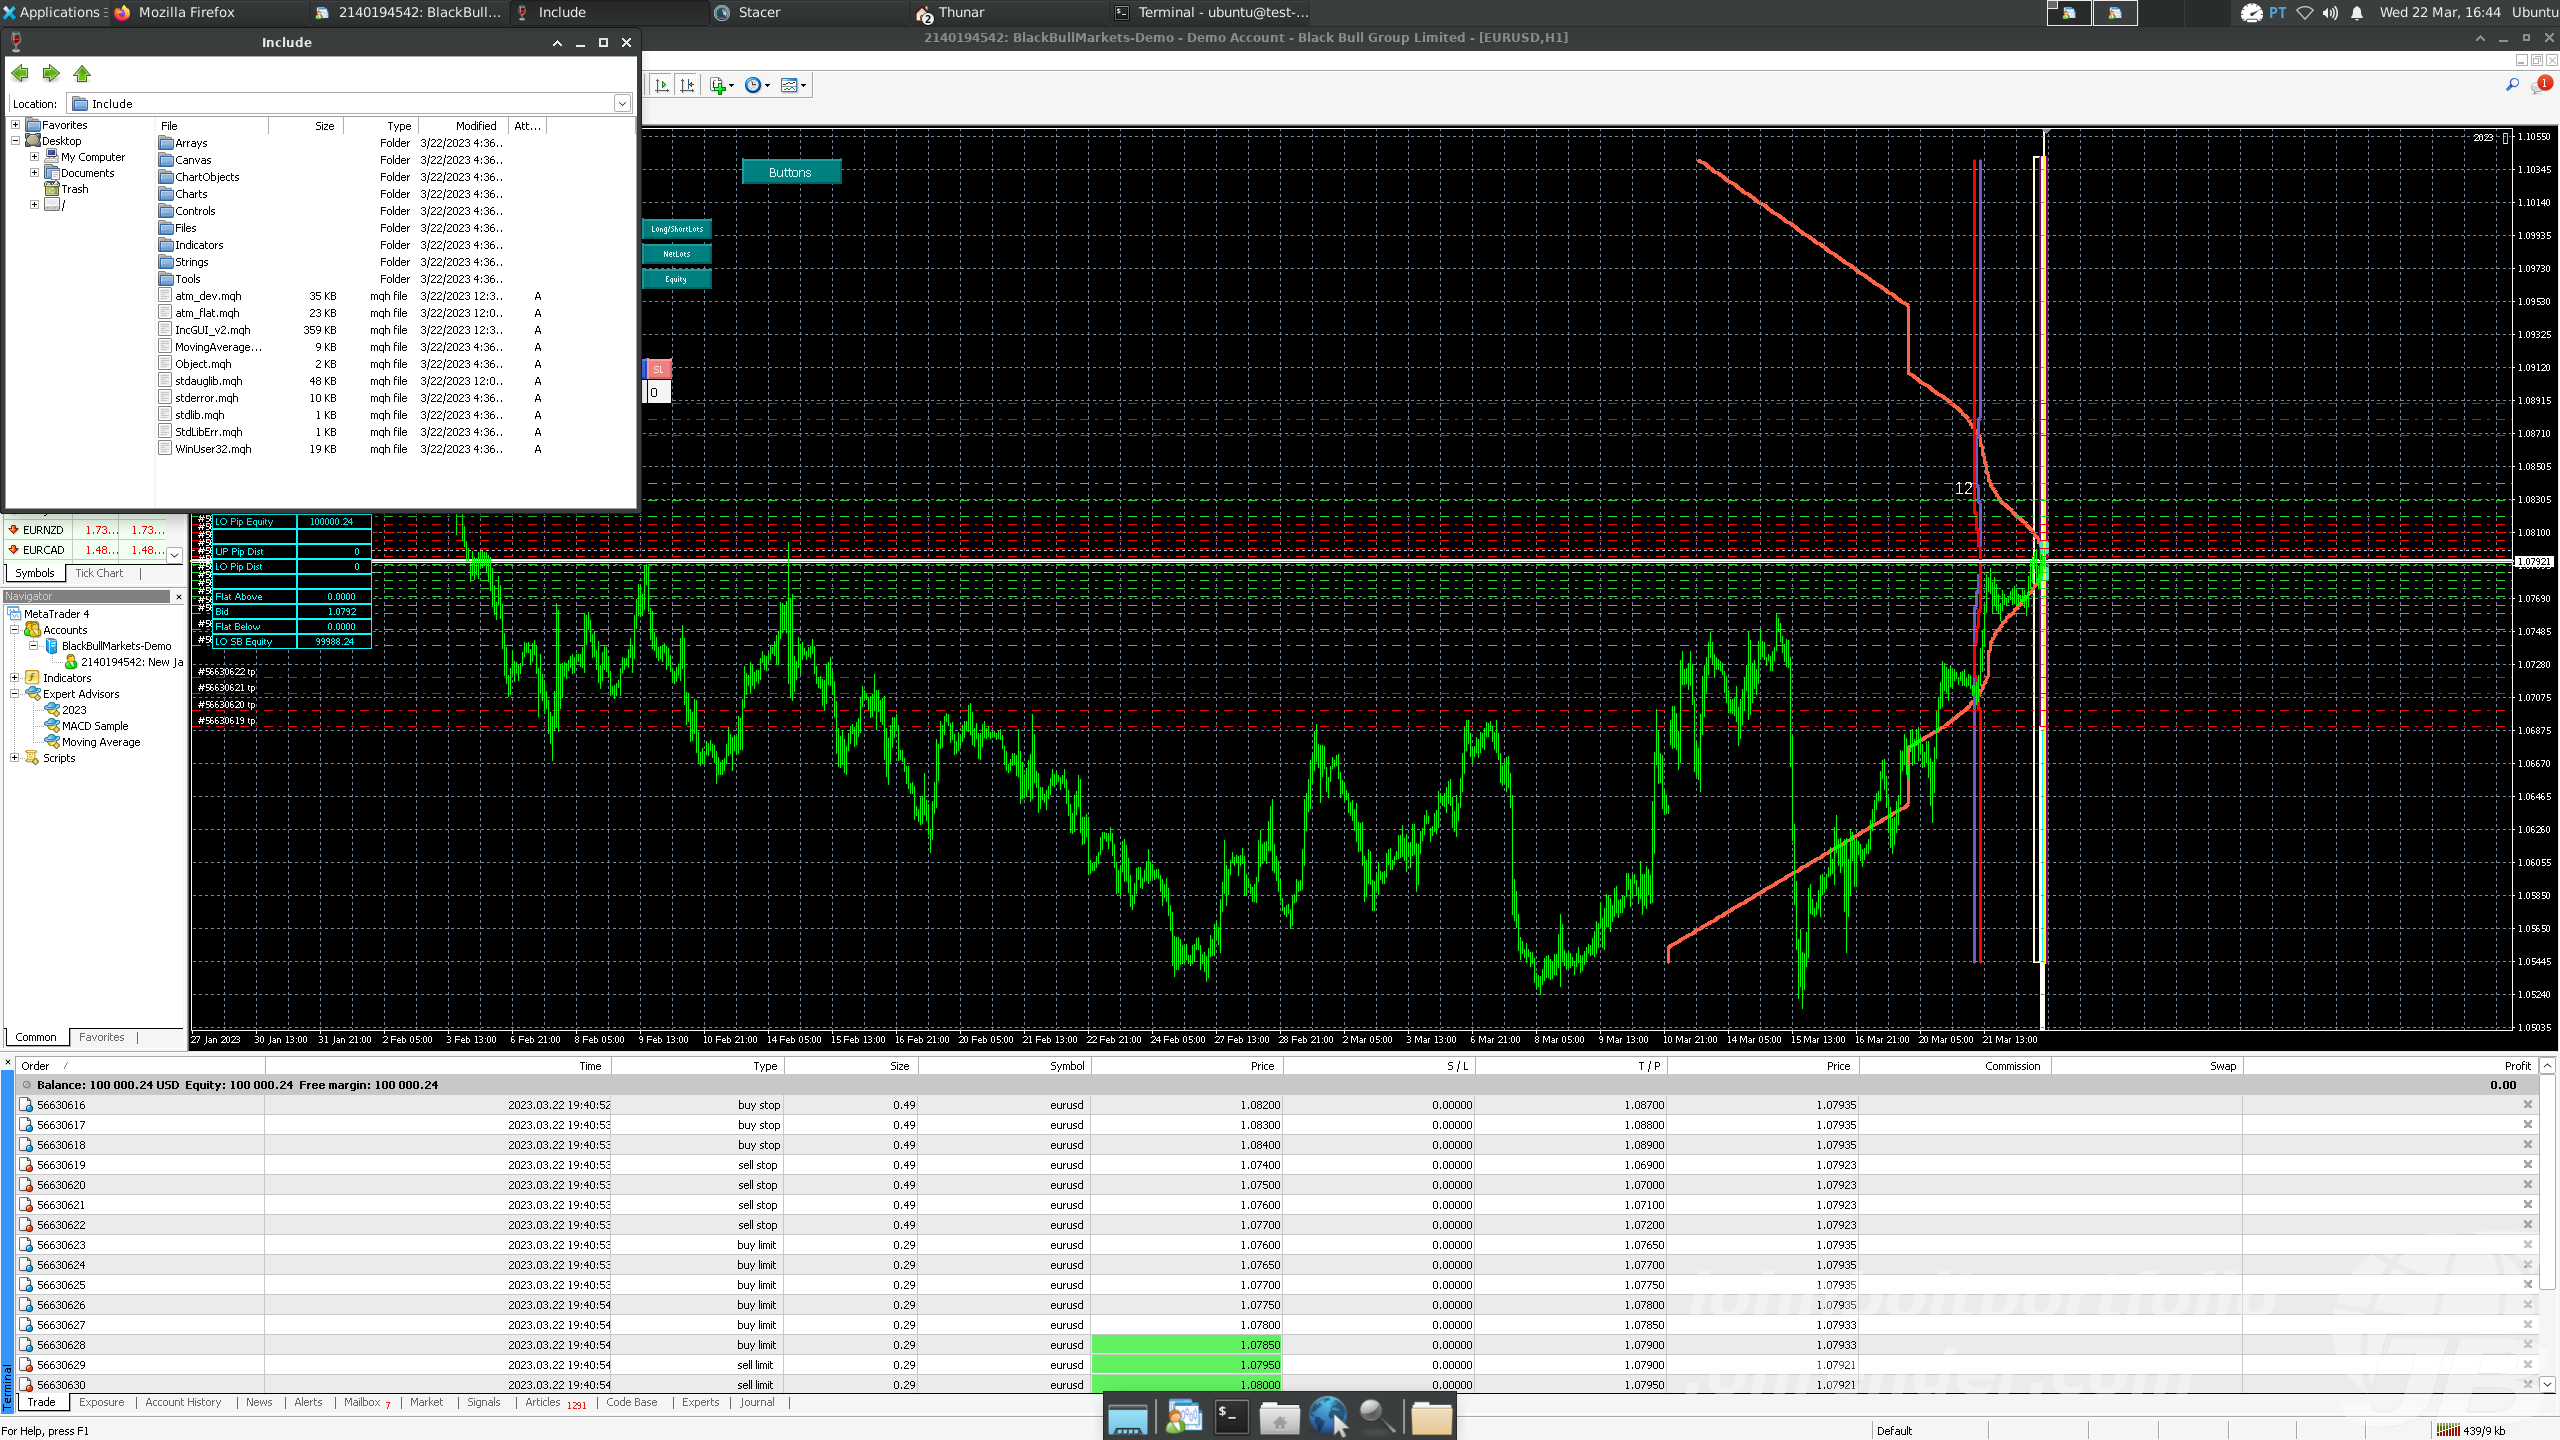 Applications Mozilla Firefox 2140194542: BlackBull... Include Stacer Thunar Terminal - ubuntu@test-... PT Wed 22 Mar, 16:44 Ubuntu
2
Include
2140194542: BlackBullMarkets-Demo - Demo Account - Black Bull Group Limited - [EURUSD,H1]
1
Location: Include
Favorites
Desktop
My Computer
Documents
Trash
/
File Size Type Modified Att...
Arrays Folder 3/22/2023 4:36..
Canvas Folder 3/22/2023 4:36..
ChartObjects Folder 3/22/2023 4:36..
Charts Folder 3/22/2023 4:36..
Controls Folder 3/22/2023 4:36..
Files Folder 3/22/2023 4:36..
Indicators Folder 3/22/2023 4:36..
Strings Folder 3/22/2023 4:36..
Tools Folder 3/22/2023 4:36..
atm_dev.mqh 35 KB mqh file 3/22/2023 12:3.. A
atm_flat.mqh 23 KB mqh file 3/22/2023 12:0.. A
IncGUI_v2.mqh 359 KB mqh file 3/22/2023 12:3.. A
MovingAverage... 9 KB mqh file 3/22/2023 4:36.. A
Object.mqh 2 KB mqh file 3/22/2023 4:36.. A
stdauglib.mqh 48 KB mqh file 3/22/2023 12:0.. A
stderror.mqh 10 KB mqh file 3/22/2023 4:36.. A
stdlib.mqh 1 KB mqh file 3/22/2023 4:36.. A
StdLibErr.mqh 1 KB mqh file 3/22/2023 4:36.. A
WinUser32.mqh 19 KB mqh file 3/22/2023 4:36.. A
Buttons
Long/ShortLots
NetLots
Equity
SL
0
2023
12
1.10550
1.10345
1.10140
1.09935
1.09730
1.09530
1.09325
1.09120
1.08915
1.08710
1.08505
1.08305
1.08100
1.07921
1.07690
1.07485
1.07280
1.07075
1.06875
1.06670
1.06465
1.06260
1.06055
1.05850
1.05650
1.05445
1.05240
1.05035
EURNZD 1.73... 1.73...
EURCAD 1.48... 1.48...
Symbols Tick Chart
LO Pip Equity 100000.24
UP Pip Dist 0
LO Pip Dist 0
Flat Above 0.0000
Bid 1.0792
Flat Below 0.0000
LO SB Equity 99988.24
#56630622 tp
#56630621 tp
#56630620 tp
#56630619 tp
Navigator
MetaTrader 4
Accounts
BlackBullMarkets-Demo
2140194542: New Ja
Indicators
Expert Advisors
2023
MACD Sample
Moving Average
Scripts
Common Favorites
27 Jan 2023 30 Jan 13:00 31 Jan 21:00 2 Feb 05:00 3 Feb 13:00 6 Feb 21:00 8 Feb 05:00 9 Feb 13:00 10 Feb 21:00 14 Feb 05:00 15 Feb 13:00 16 Feb 21:00 20 Feb 05:00 21 Feb 13:00 22 Feb 21:00 24 Feb 05:00 27 Feb 13:00 28 Feb 21:00 2 Mar 05:00 3 Mar 13:00 6 Mar 21:00 8 Mar 05:00 9 Mar 13:00 10 Mar 21:00 14 Mar 05:00 15 Mar 13:00 16 Mar 21:00 20 Mar 05:00 21 Mar 13:00
Order / Time Type Size Symbol Price S / L T / P Price Commission Swap Profit
Balance: 100 000.24 USD Equity: 100 000.24 Free margin: 100 000.24 0.00
56630616 2023.03.22 19:40:52 buy stop 0.49 eurusd 1.08200 0.00000 1.08700 1.07935
56630617 2023.03.22 19:40:53 buy stop 0.49 eurusd 1.08300 0.00000 1.08800 1.07935
56630618 2023.03.22 19:40:53 buy stop 0.49 eurusd 1.08400 0.00000 1.08900 1.07935
56630619 2023.03.22 19:40:53 sell stop 0.49 eurusd 1.07400 0.00000 1.06900 1.07923
56630620 2023.03.22 19:40:53 sell stop 0.49 eurusd 1.07500 0.00000 1.07000 1.07923
56630621 2023.03.22 19:40:53 sell stop 0.49 eurusd 1.07600 0.00000 1.07100 1.07923
56630622 2023.03.22 19:40:53 sell stop 0.49 eurusd 1.07700 0.00000 1.07200 1.07923
56630623 2023.03.22 19:40:53 buy limit 0.29 eurusd 1.07600 0.00000 1.07650 1.07935
56630624 2023.03.22 19:40:53 buy limit 0.29 eurusd 1.07650 0.00000 1.07700 1.07935
56630625 2023.03.22 19:40:53 buy limit 0.29 eurusd 1.07700 0.00000 1.07750 1.07935
56630626 2023.03.22 19:40:54 buy limit 0.29 eurusd 1.07750 0.00000 1.07800 1.07935
56630627 2023.03.22 19:40:54 buy limit 0.29 eurusd 1.07800 0.00000 1.07850 1.07933
56630628 2023.03.22 19:40:54 buy limit 0.29 eurusd 1.07850 0.00000 1.07900 1.07933
56630629 2023.03.22 19:40:54 sell limit 0.29 eurusd 1.07950 0.00000 1.07900 1.07921
56630630 2023.03.22 19:40:54 sell limit 0.29 eurusd 1.08000 0.00000 1.07950 1.07921
Terminal
Trade Exposure Account History News Alerts Mailbox 7 Market Signals Articles 1291 Code Base Experts Journal
For Help, press F1 Default 439/9 kb